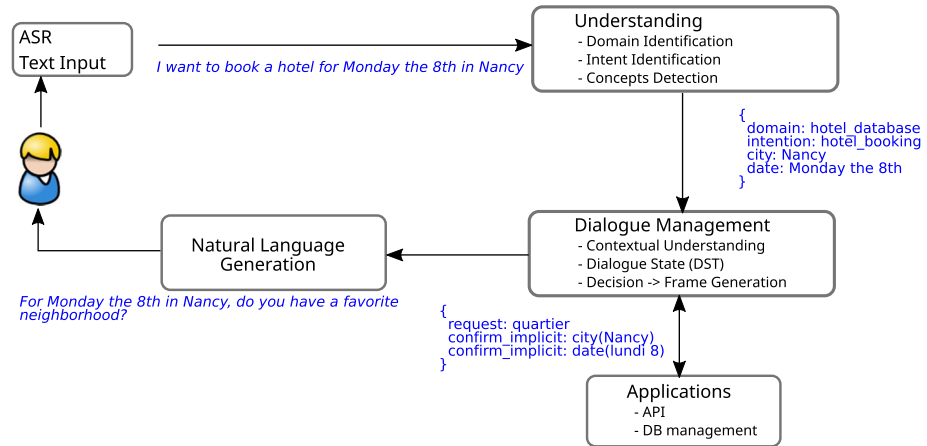 ASR
Text Input
I want to book a hotel for Monday the 8th in Nancy
Understanding
- Domain Identification
- Intent Identification
- Concepts Detection
{
domain: hotel_database
intention: hotel_booking
city: Nancy
date: Monday the 8th
}
Dialogue Management
- Contextual Understanding
- Dialogue State (DST)
- Decision -> Frame Generation
Natural Language
Generation
For Monday the 8th in Nancy, do you have a favorite
neighborhood?
{
request: quartier
confirm_implicit: city(Nancy)
confirm_implicit: date(lundi 8)
}
Applications
- API
- DB management